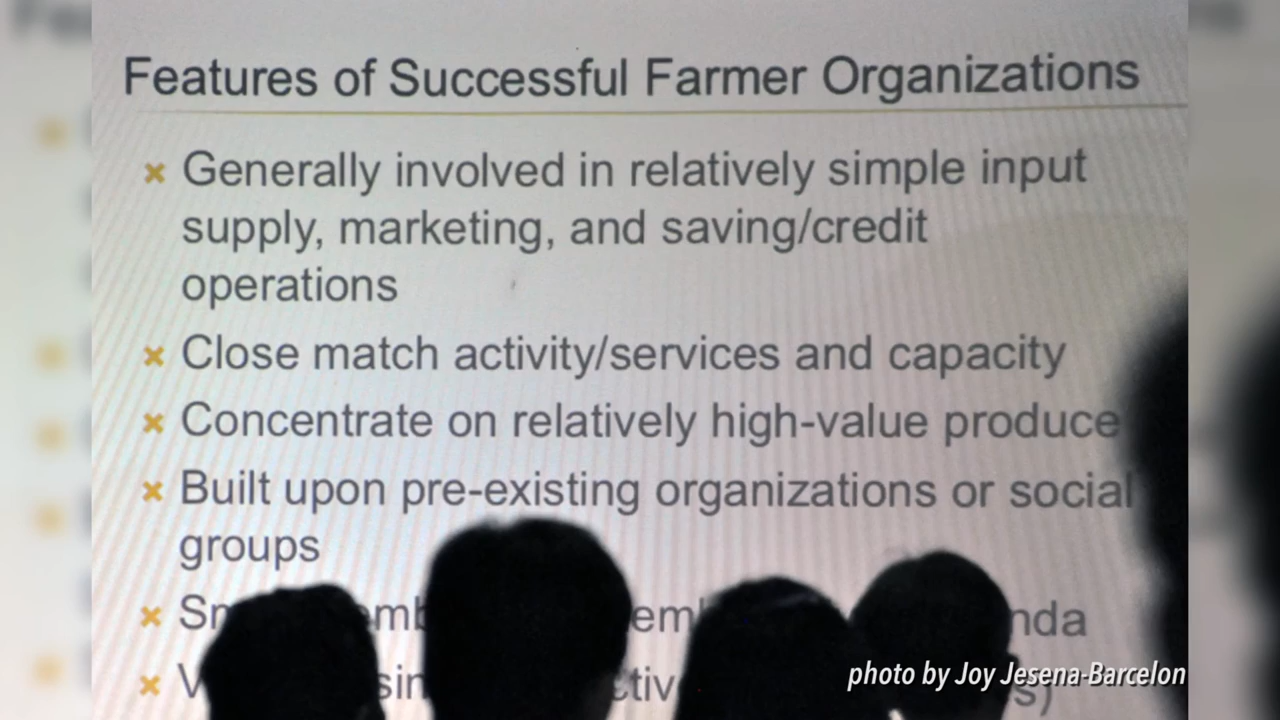 Features of Successful Farmer Organizations
Generally involved in relatively simple input
supply, marketing, and saving/credit
operations
Close match activity/services and capacity
Concentrate on relatively high-value produce
Built upon pre-existing organizations or social
groups
photo by Joy Jesena-Barcelon